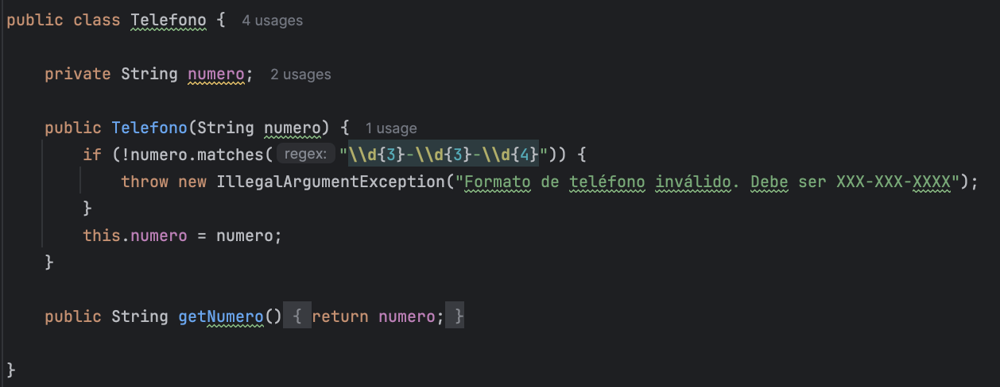 public class Telefono { 4 usages
private String numero; 2 usages
public Telefono(String numero) { 1 usage
if (!numero.matches( regex: "\\d{3}-\\d{3}-\\d{4}")) {
throw new IllegalArgumentException("Formato de teléfono inválido. Debe ser XXX-XXX-XXXX");
}
this.numero = numero;
}
public String getNumero() { return numero; }
}